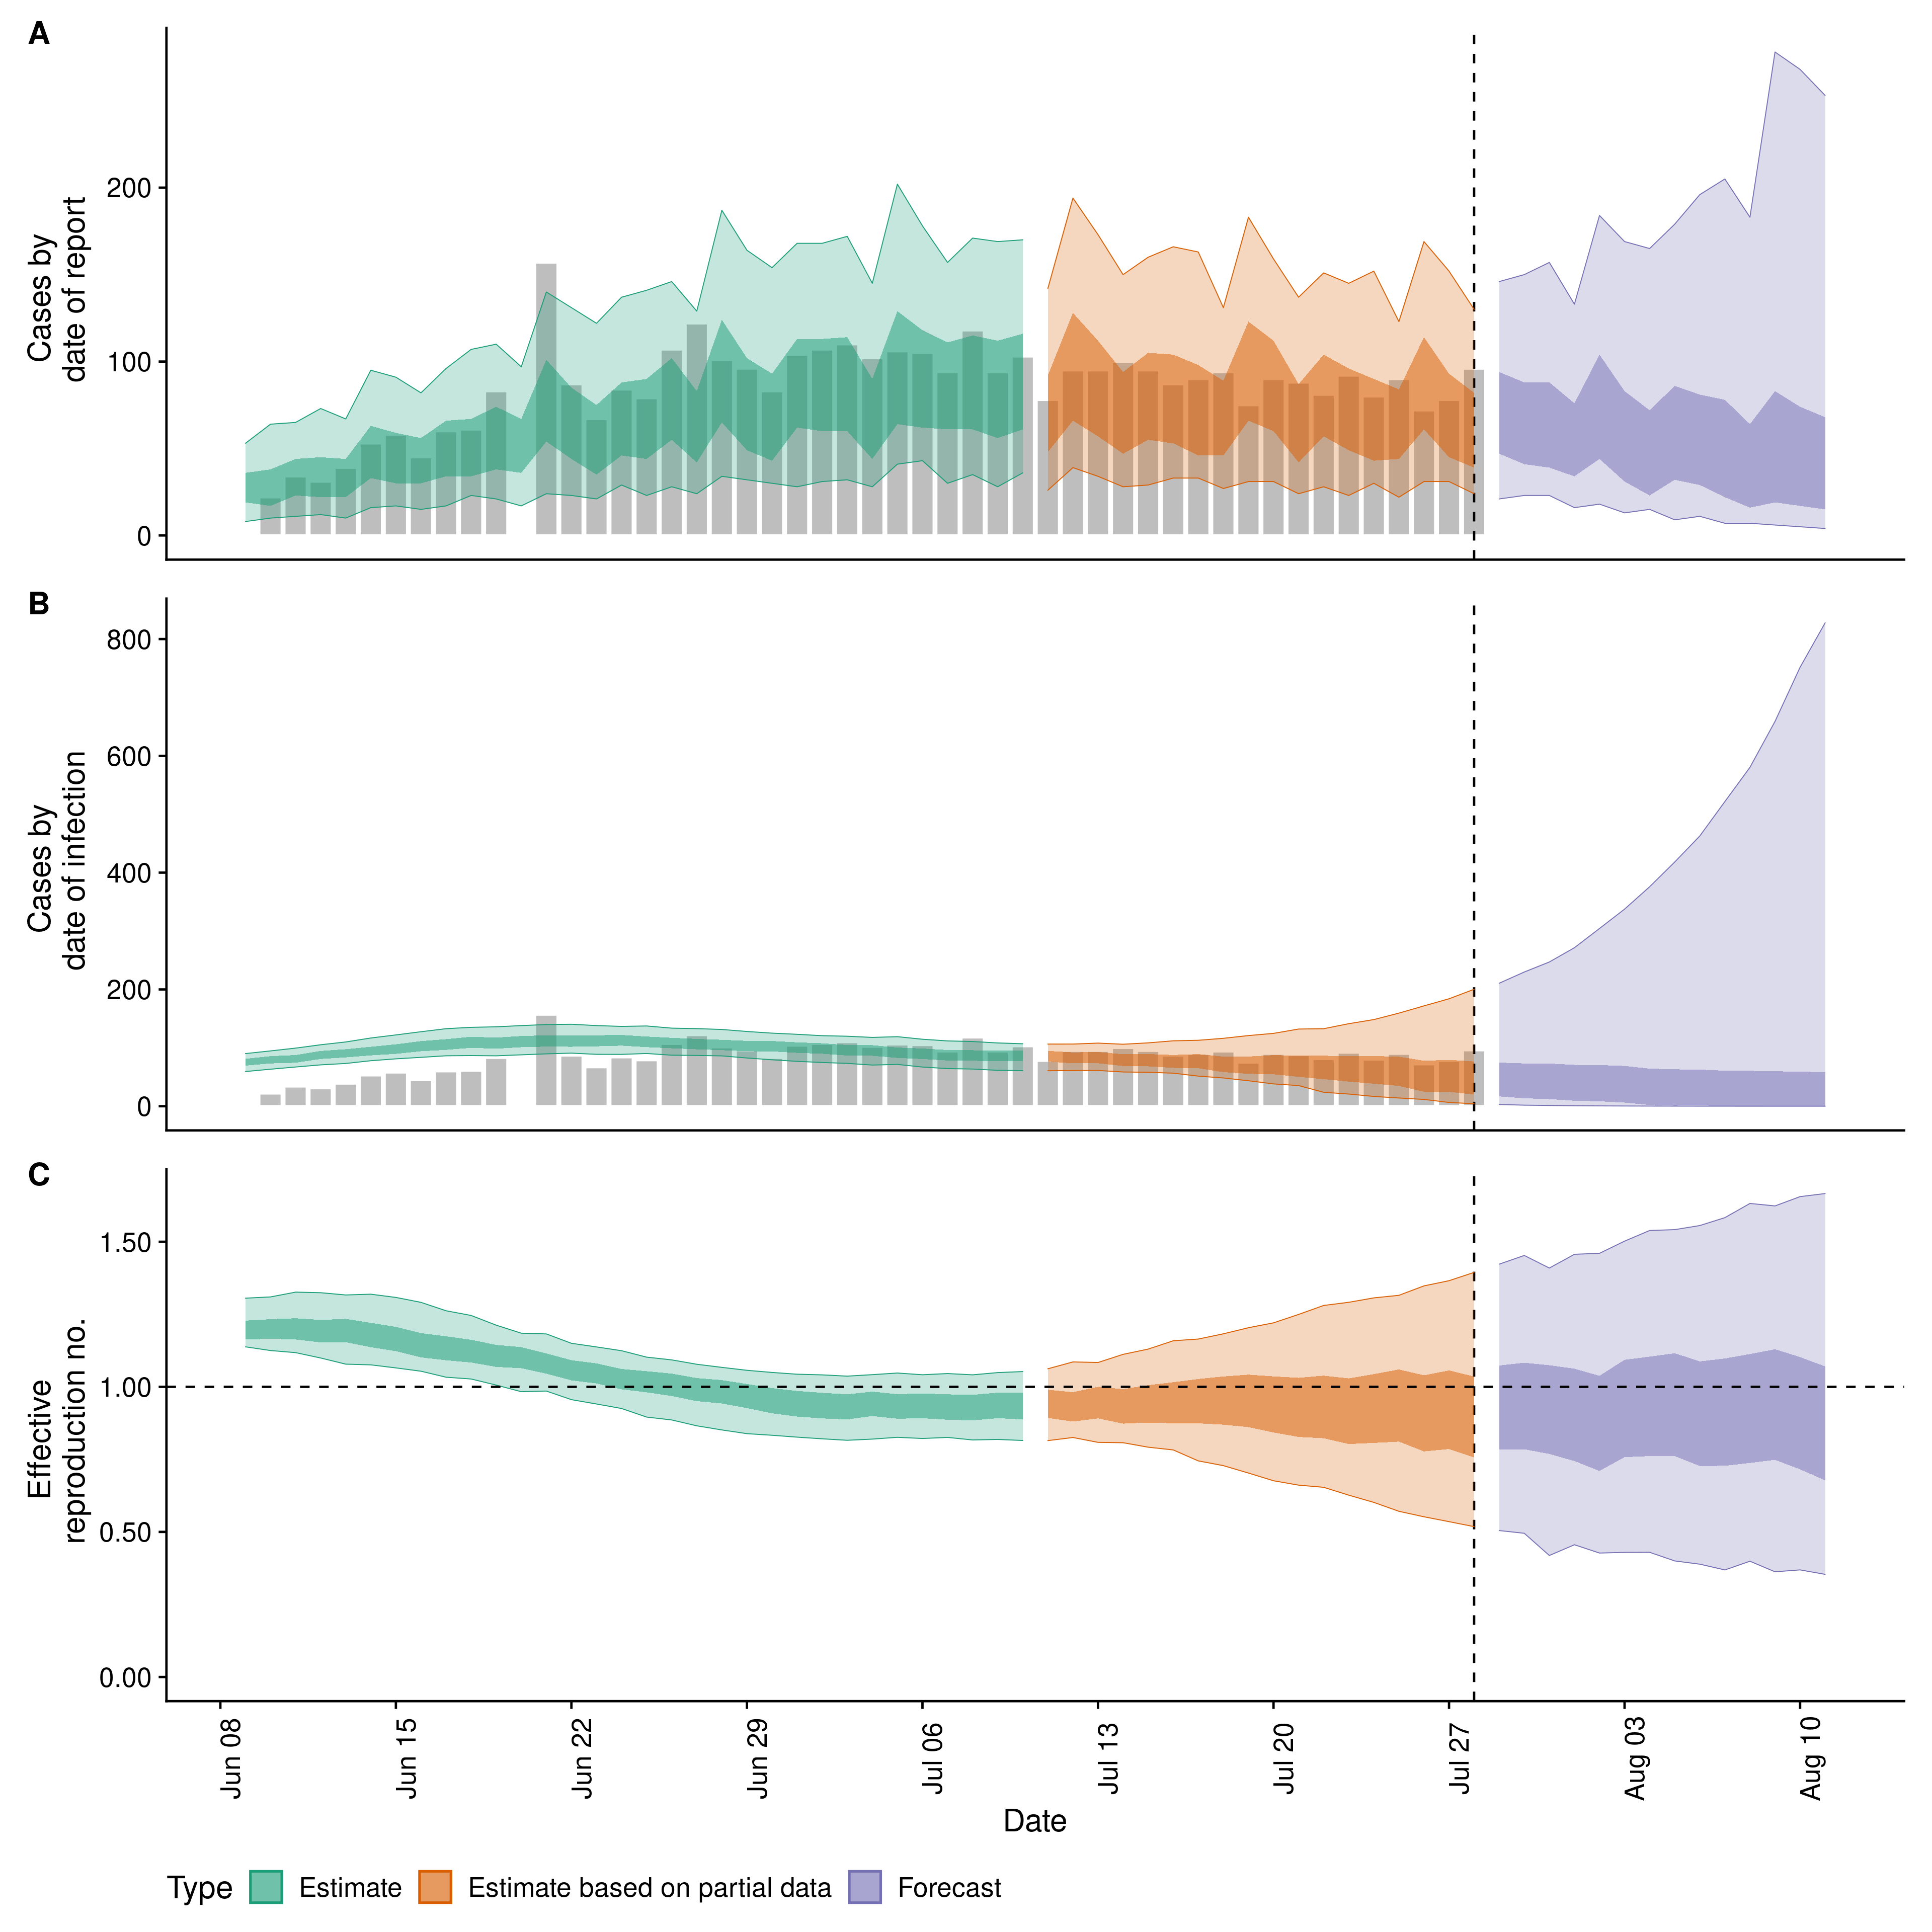 A
Cases by
date of report
200
100
0
B
Cases by
date of infection
800
600
400
200
0
C
Effective
reproduction no.
1.50
1.00
0.50
0.00
Jun 08
Jun 15
Jun 22
Jun 29
Jul 06
Jul 13
Jul 20
Jul 27
Aug 03
Aug 10
Date
Type Estimate Estimate based on partial data Forecast